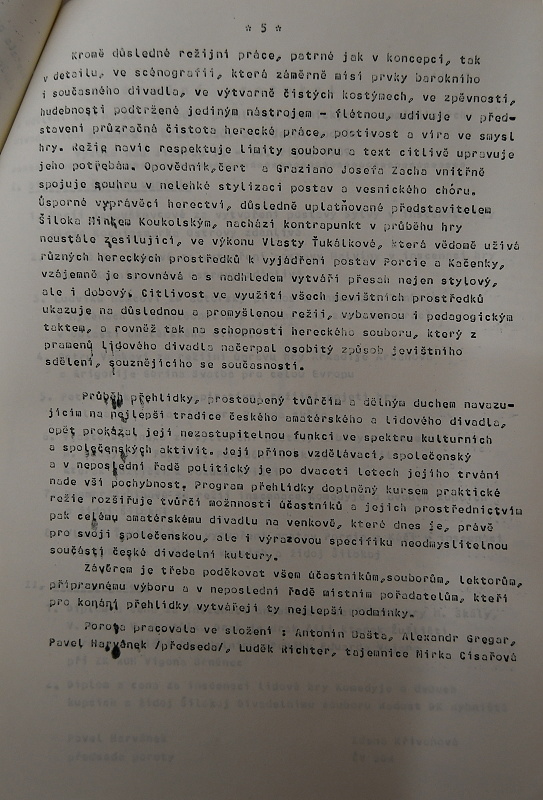 * 5 *
Kromě důsledné režijní práce, patrné jak v koncepci, tak
v detailu, ve scénografii, která záměrně mísí prvky barokního
i současného divadla, ve výtvarně čistých kostýmech, ve zpěvnosti,
hudebnosti podtržené jediným nástrojem - flétnou, udivuje v před-
stavení průzračná čistota herecké práce, poctivost a víra ve smysl
hry. Režie navíc respektuje limity souboru a text citlivě upravuje
jeho potřebám. Opovědník,čert a Graziano Josefa Zacha vnitřně
spojuje souhru v nelehké stylizaci postav a vesnického chóru.
Úsporné vyprávěcí herectví, důsledně uplatňované představitelem
Šiloka Mirkem Koukolským, nachází kontrapunkt v průběhu hry
neustále zesilující, ve výkonu Vlasty Ťukálkové, která vědomě užívá
různých hereckých prostředků k vyjádření postav Porcie a Kačenky,
vzájemně je srovnává a s nadhledem vytváří přesah nejen stylový,
ale i dobový. Citlivost ve využití všech jevištních prostředků
ukazuje na důslednou a promyšlenou režii, vybavenou i pedagogickým
taktem, a rovněž tak na schopnosti hereckého souboru, který z
pramenů lidového divadla načerpal osobitý způsob jevištního
sdělení, souznějícího se současností.
Průběh přehlídky, prostoupený tvůrčím a dělným duchem navazu-
jícím na nejlepší tradice českého amatérského a lidového divadla,
opět prokázal její nezastupitelnou funkci ve spektru kulturních
a společenských aktivit. Její přínos vzdělávací, společenský
a v neposlední řadě politický je po dvaceti letech jejího trvání
nade vší pochybnost. Program přehlídky doplněný kursem praktické
režie rozšiřuje tvůrčí možnnosti účastníků a jejich prostřednictvím
pak celému amatérskému divadlu na venkově, které dnes je, právě
pro svoji společenskou, ale i výrazovou specifiku neodmyslitelnou
součástí české divadelní kultury.
Závěrem je třeba poděkovat všem účastníkům,souborům, lektorům,
přípravnému výboru a v neposlední řadě místním pořadatelům, kteří
pro konání přehlídky vytvářejí ty nejlepší podmínky.
Porota pracovala ve složení : Antonín Bašta, Alexandr Gregar,
Pavel Harvánek /předseda/, Luděk Richter, tajemnice Mirka Císařová